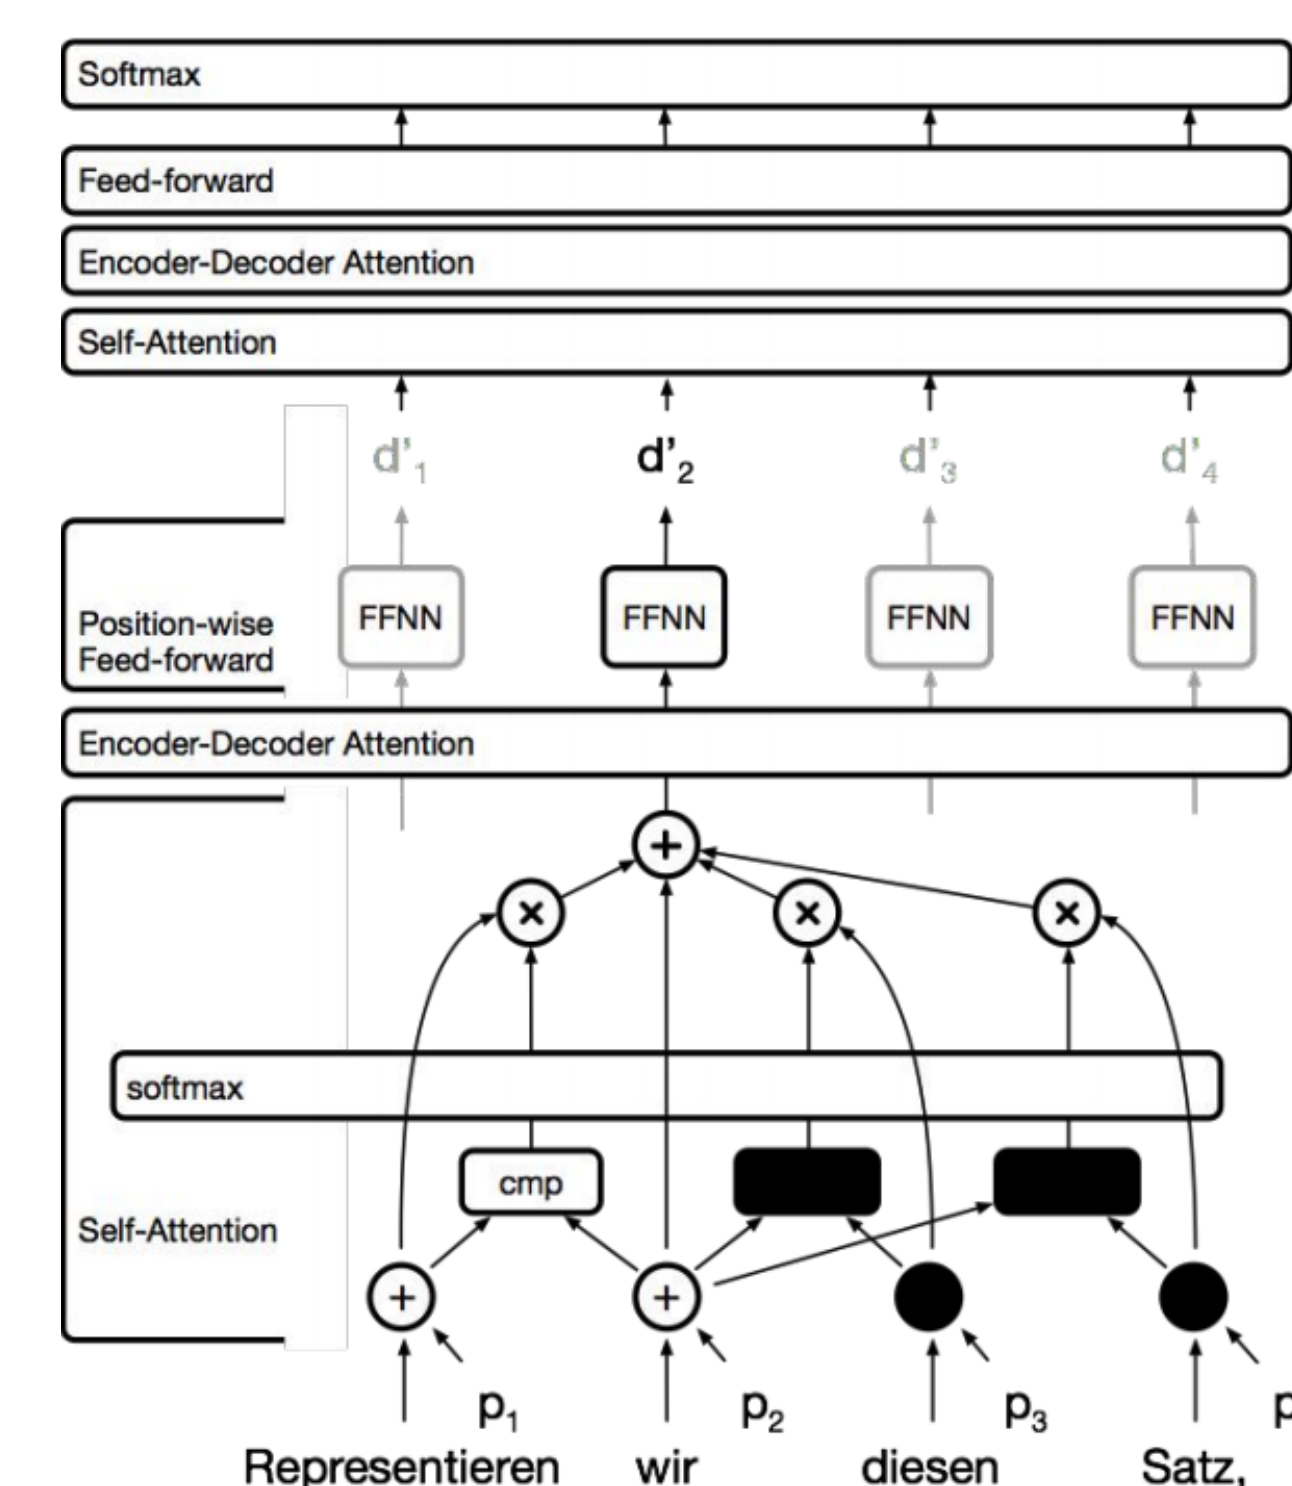 Softmax
Feed-forward
Encoder-Decoder Attention
Self-Attention
d'₁ d'₂ d'₃ d'₄
Position-wise
Feed-forward
FFNN FFNN FFNN FFNN
Encoder-Decoder Attention
+
× × ×
softmax
cmp
Self-Attention
+ +
p₁ p₂ p₃ p
Representieren wir diesen Satz,